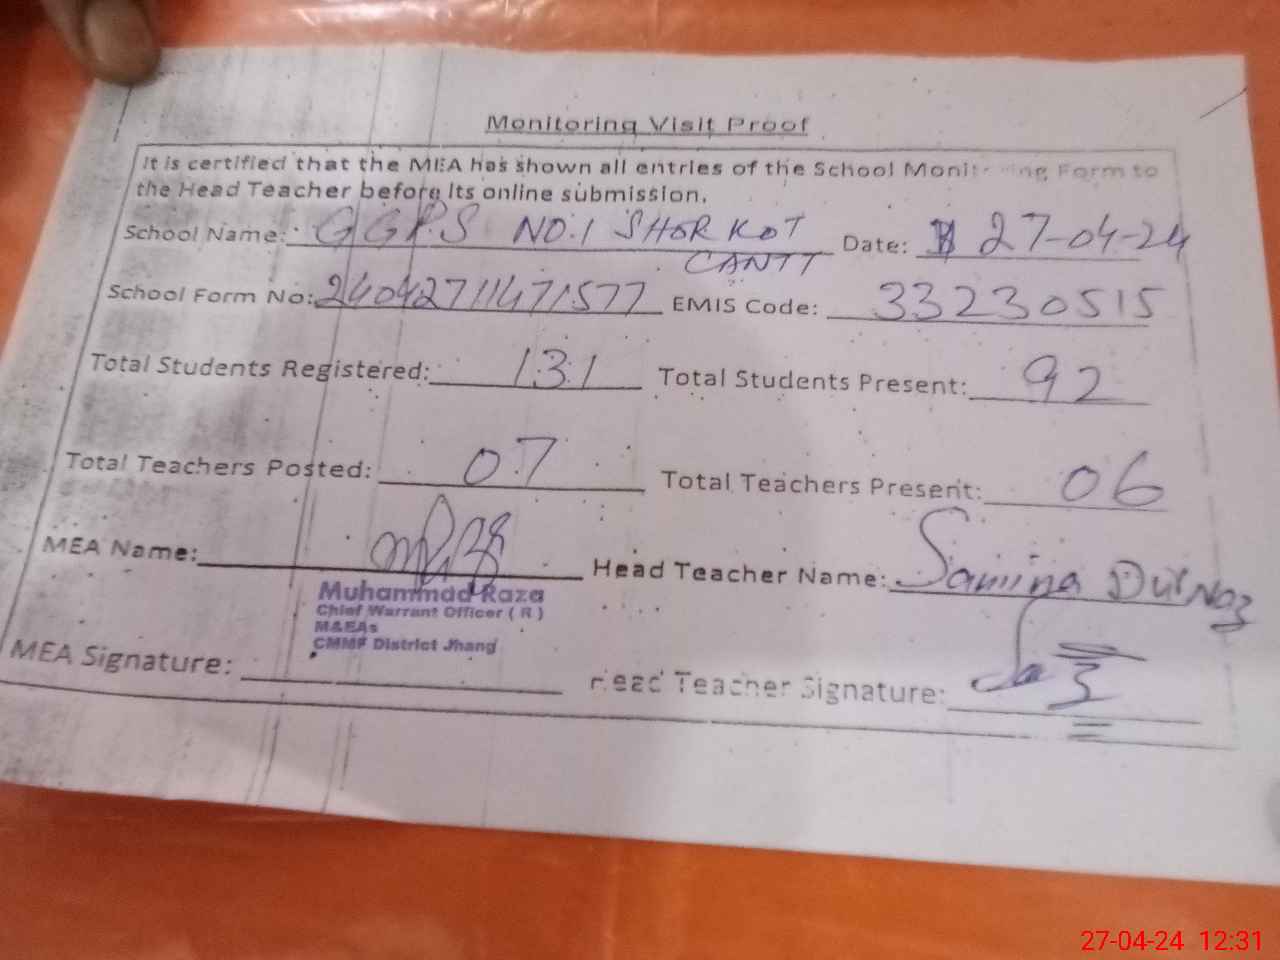 Monitoring Visit Proof
It is certified that the MEA has shown all entries of the School Monitoring Form to
the Head Teacher before its online submission.
School Name: GGPS NO.1 SHORKOT CANTT Date: 27-04-24
School Form No: 24042711471577 EMIS Code: 33230515
Total Students Registered: 131 Total Students Present: 92
Total Teachers Posted: 07 Total Teachers Present: 06
MEA Name: Head Teacher Name: Samina
Muhammad Raza
Chief Warrant Officer ( R )
M&EAs
CMMF District Jhang
MEA Signature: Head Teacher Signature:
27-04-24 12:31